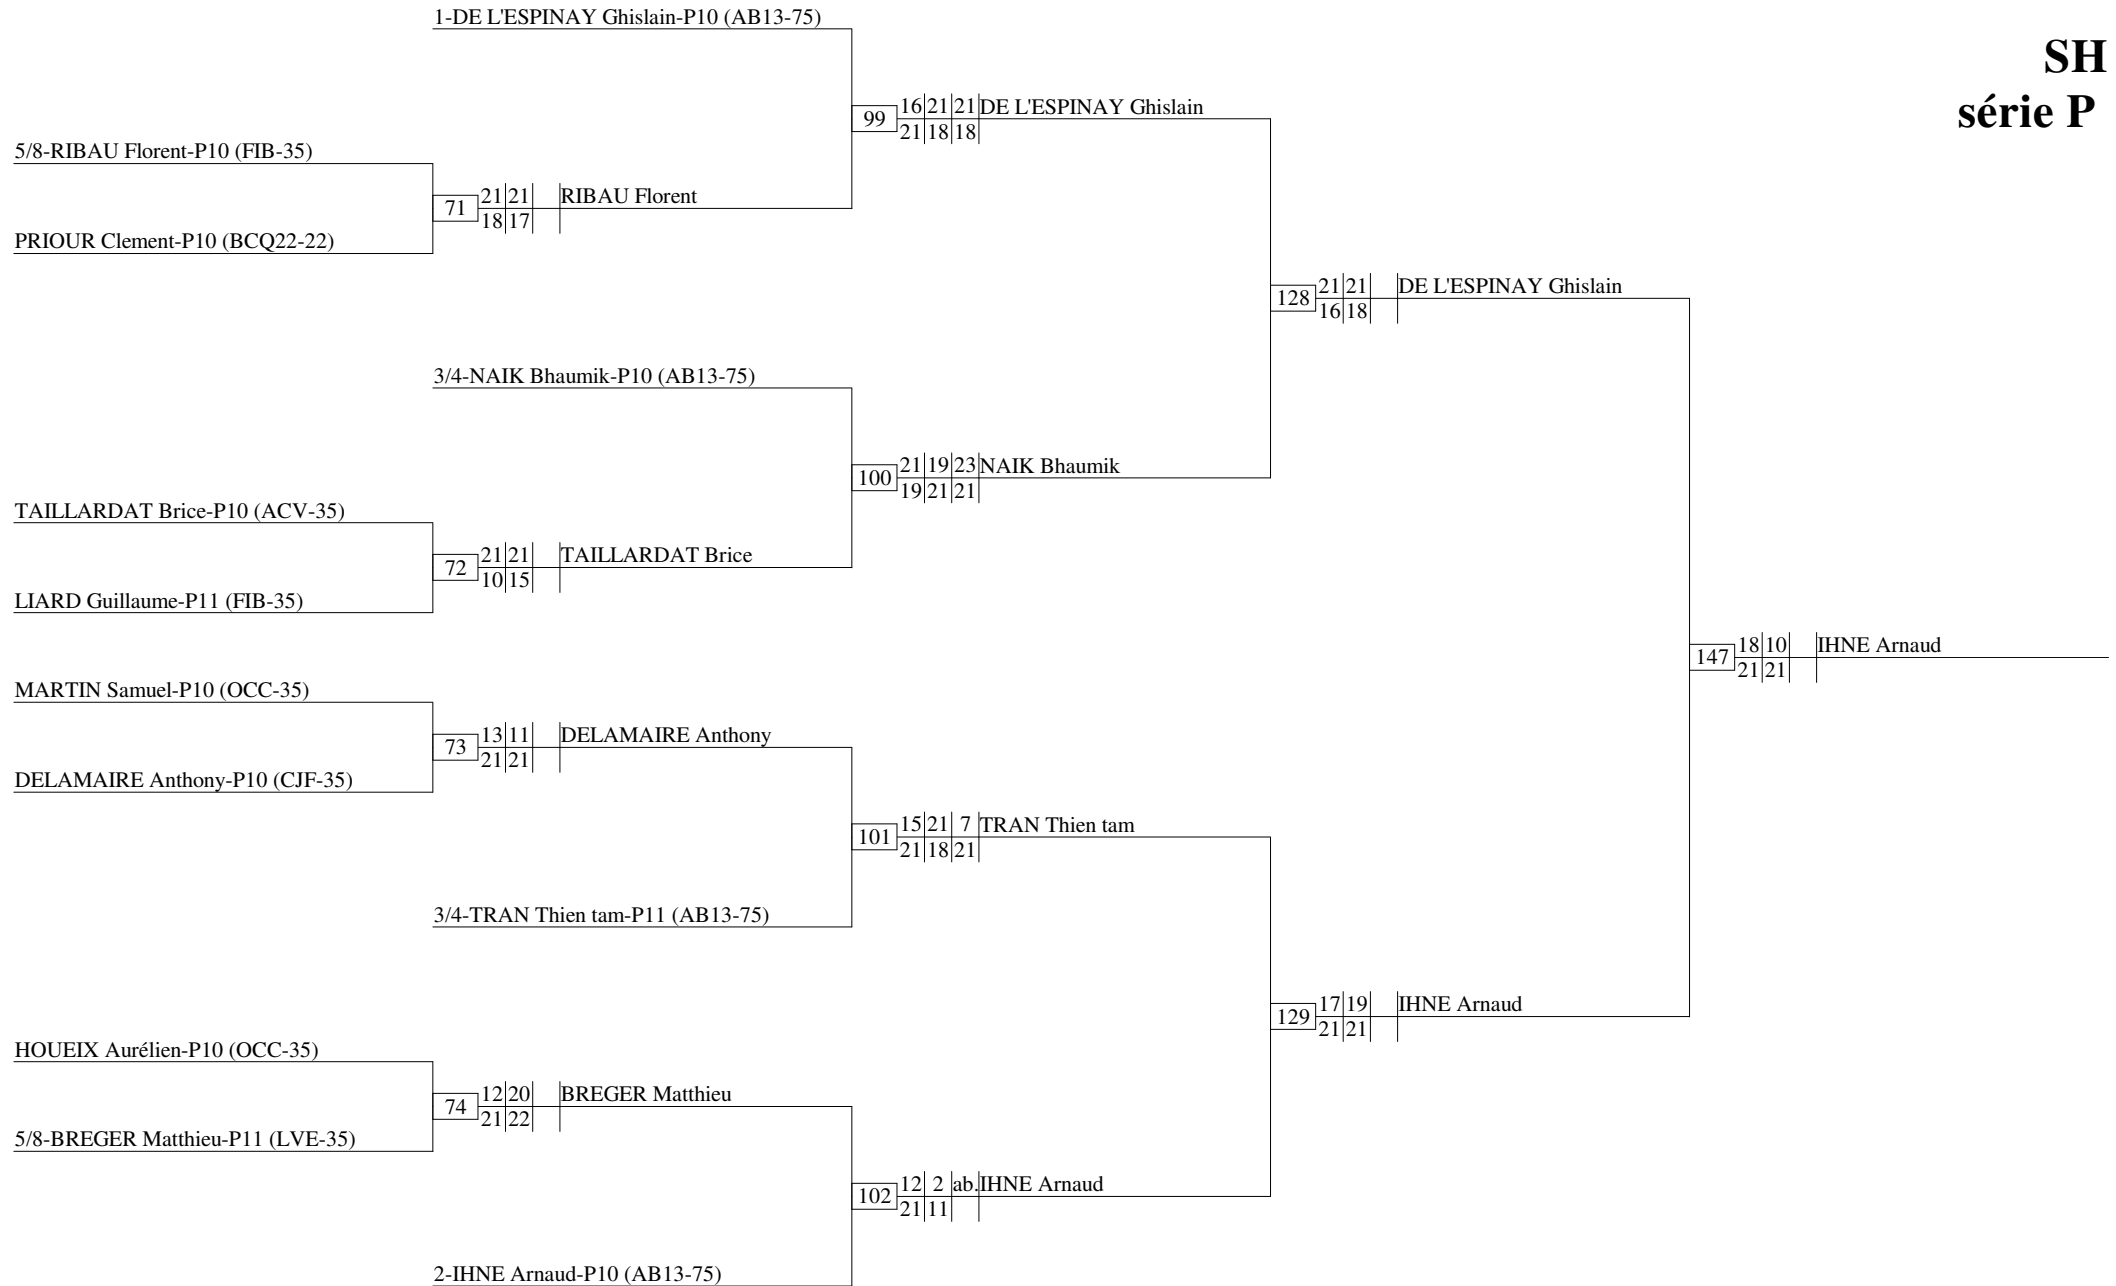 SH
série P
1-DE L'ESPINAY Ghislain-P10 (AB13-75)
5/8-RIBAU Florent-P10 (FIB-35)
PRIOUR Clement-P10 (BCQ22-22)
71
21 21
18 17
RIBAU Florent
99
16 21 21
21 18 18
DE L'ESPINAY Ghislain
3/4-NAIK Bhaumik-P10 (AB13-75)
TAILLARDAT Brice-P10 (ACV-35)
LIARD Guillaume-P11 (FIB-35)
72
21 21
10 15
TAILLARDAT Brice
100
21 19 23
19 21 21
NAIK Bhaumik
128
21 21
16 18
DE L'ESPINAY Ghislain
MARTIN Samuel-P10 (OCC-35)
DELAMAIRE Anthony-P10 (CJF-35)
73
13 11
21 21
DELAMAIRE Anthony
3/4-TRAN Thien tam-P11 (AB13-75)
101
15 21 7
21 18 21
TRAN Thien tam
HOUEIX Aurélien-P10 (OCC-35)
5/8-BREGER Matthieu-P11 (LVE-35)
74
12 20
21 22
BREGER Matthieu
2-IHNE Arnaud-P10 (AB13-75)
102
12 2 ab.
21 11
IHNE Arnaud
129
17 19
21 21
IHNE Arnaud
147
18 10
21 21
IHNE Arnaud